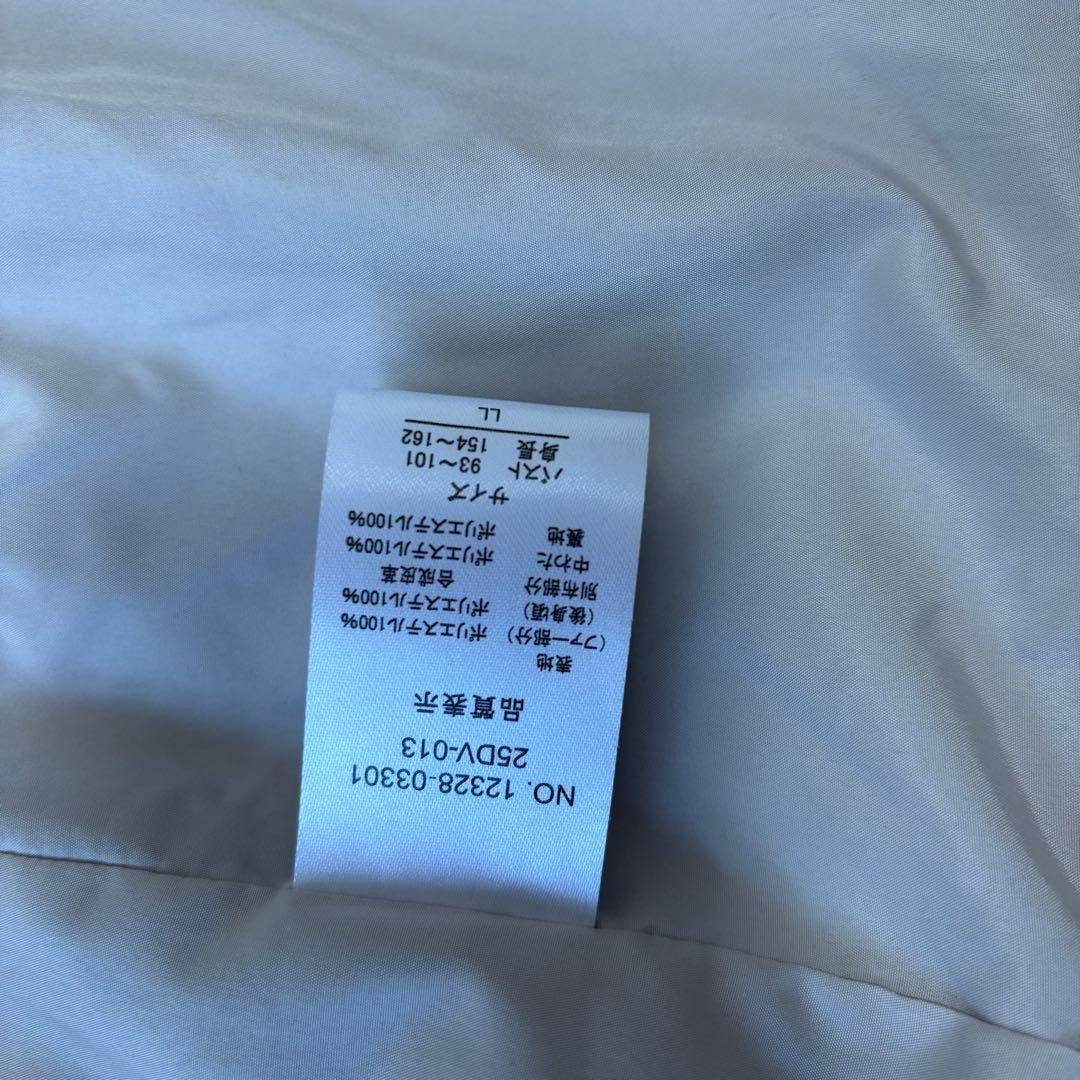 NO. 12328-03301
25DV-013
品質表示
表地
(ファー部分) ポリエステル100%
(後身頃) ポリエステル100%
別布部分 合成皮革
中わた ポリエステル100%
裏地 ポリエステル100%
サイズ
バスト 93〜101
身長 154〜162
LL